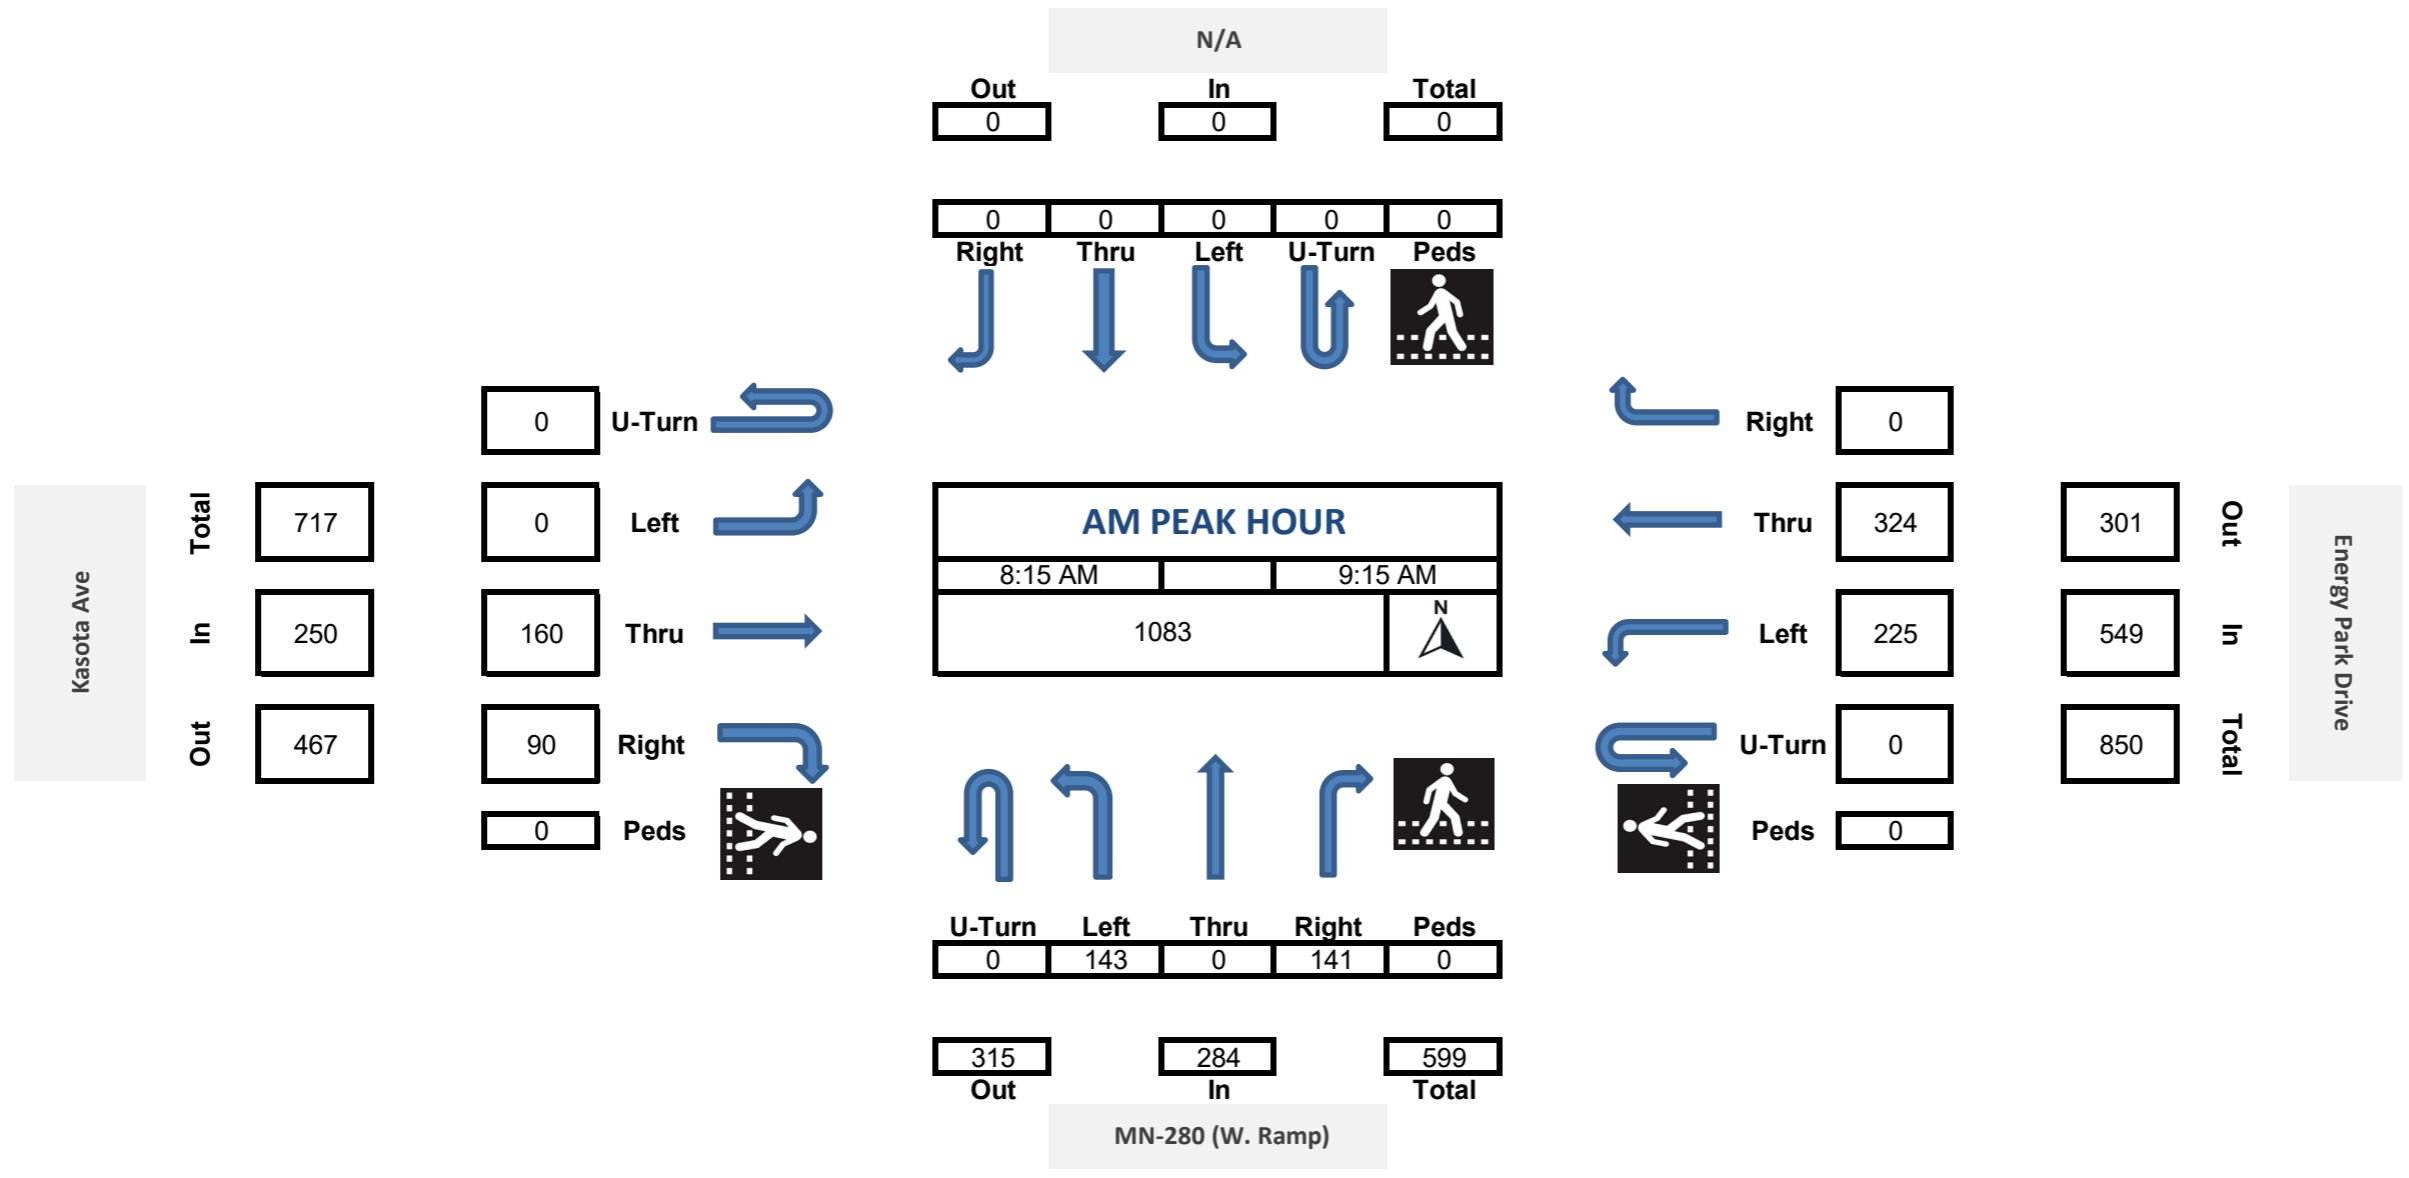 N/A
Out In Total
0 0 0
0 0 0 0 0
Right Thru Left U-Turn Peds
0 U-Turn
Right 0
Kasota Ave
Total 717 0 Left
In 250 160 Thru
Out 467 90 Right
0 Peds
AM PEAK HOUR
8:15 AM 9:15 AM
1083 N
Thru 324 301 Out
Left 225 549 In
U-Turn 0 850 Total
Peds 0
Energy Park Drive
U-Turn Left Thru Right Peds
0 143 0 141 0
315 284 599
Out In Total
MN-280 (W. Ramp)